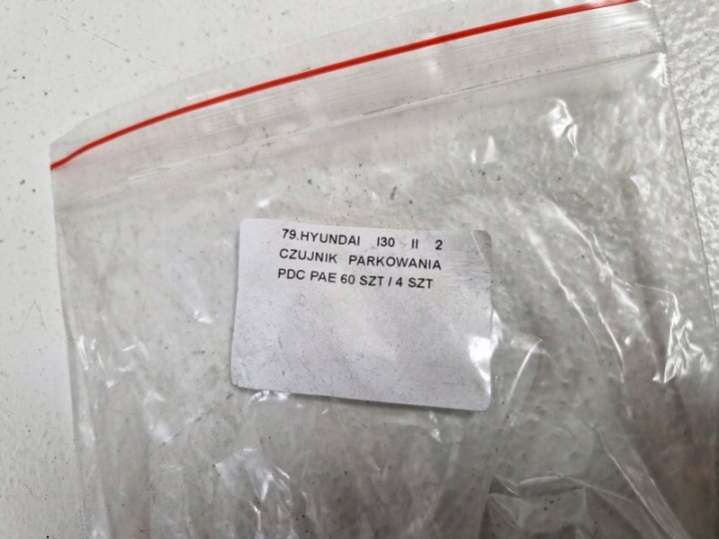 79.HYUNDAI I30 II 2
CZUJNIK PARKOWANIA
PDC PAE 60 SZT / 4 SZT